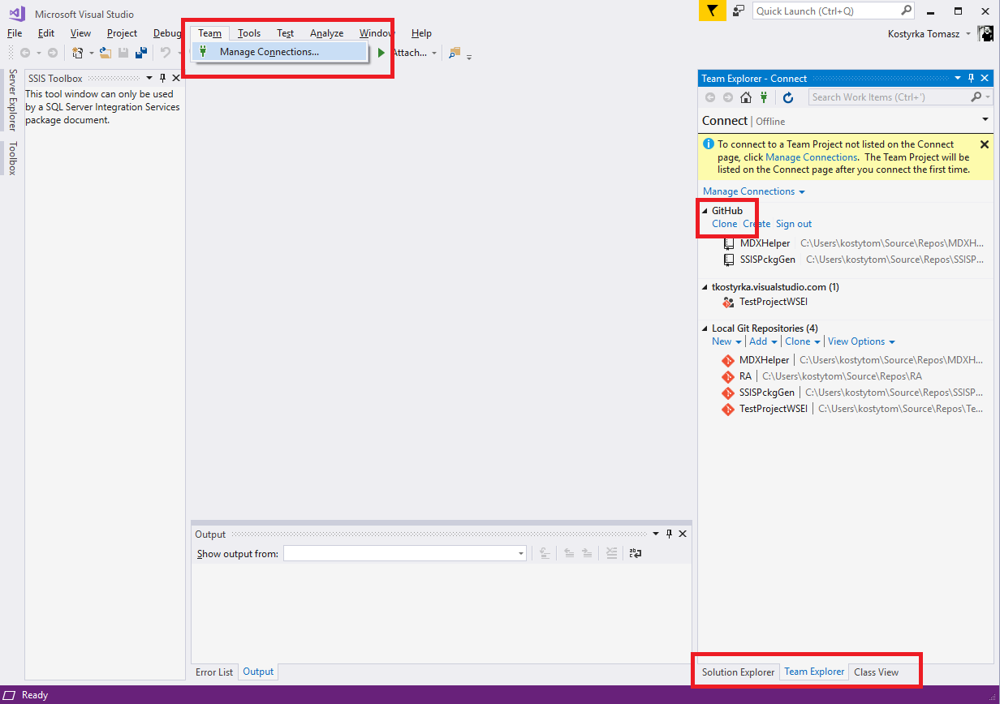 Microsoft Visual Studio
Quick Launch (Ctrl+Q)
File Edit View Project Debug Team Tools Test Analyze Window Help
Kostyrka Tomasz
Manage Connections...
Attach...
Server Explorer
Toolbox
SSIS Toolbox
This tool window can only be used
by a SQL Server Integration Services
package document.
Team Explorer - Connect
Search Work Items (Ctrl+')
Connect | Offline
To connect to a Team Project not listed on the Connect
page, click Manage Connections. The Team Project will be
listed on the Connect page after you connect the first time.
Manage Connections
GitHub
Clone Create Sign out
MDXHelper C:\Users\kostytom\Source\Repos\MDXH...
SSISPckgGen C:\Users\kostytom\Source\Repos\SSISP...
tkostyrka.visualstudio.com (1)
TestProjectWSEI
Local Git Repositories (4)
New | Add | Clone | View Options
MDXHelper | C:\Users\kostytom\Source\Repos\MDXH...
RA | C:\Users\kostytom\Source\Repos\RA
SSISPckgGen | C:\Users\kostytom\Source\Repos\SSISP...
TestProjectWSEI | C:\Users\kostytom\Source\Repos\Te...
Output
Show output from:
Error List Output
Solution Explorer Team Explorer Class View
Ready